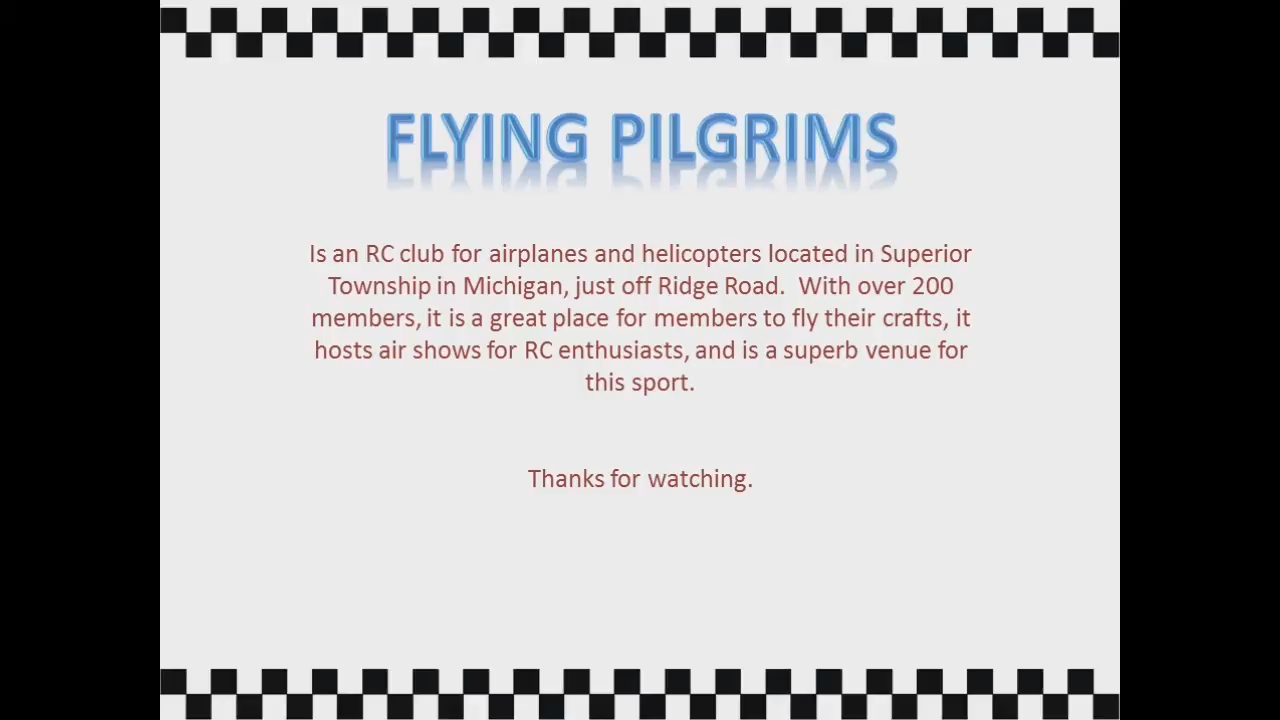 FLYING PILGRIMS
Is an RC club for airplanes and helicopters located in Superior
Township in Michigan, just off Ridge Road.  With over 200
members, it is a great place for members to fly their crafts, it
hosts air shows for RC enthusiasts, and is a superb venue for
this sport.
Thanks for watching.